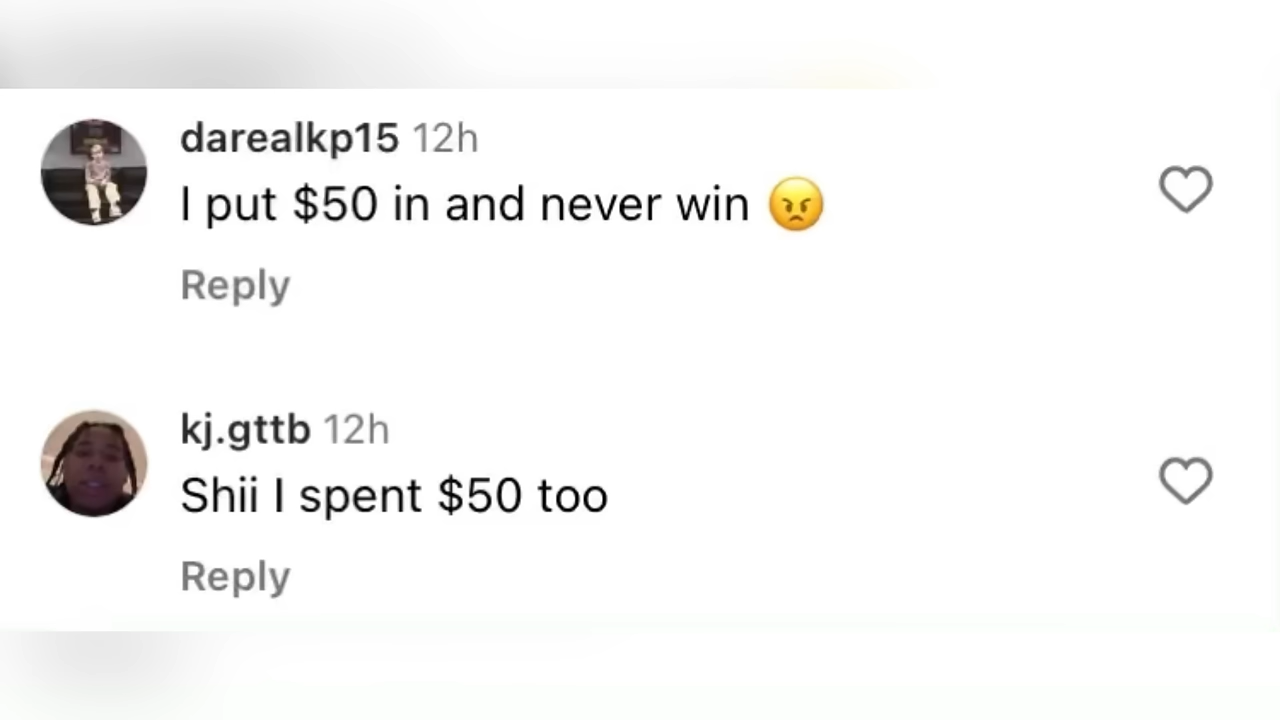 darealkp15 12h
I put $50 in and never win 😡
Reply
kj.gttb 12h
Shii I spent $50 too
Reply